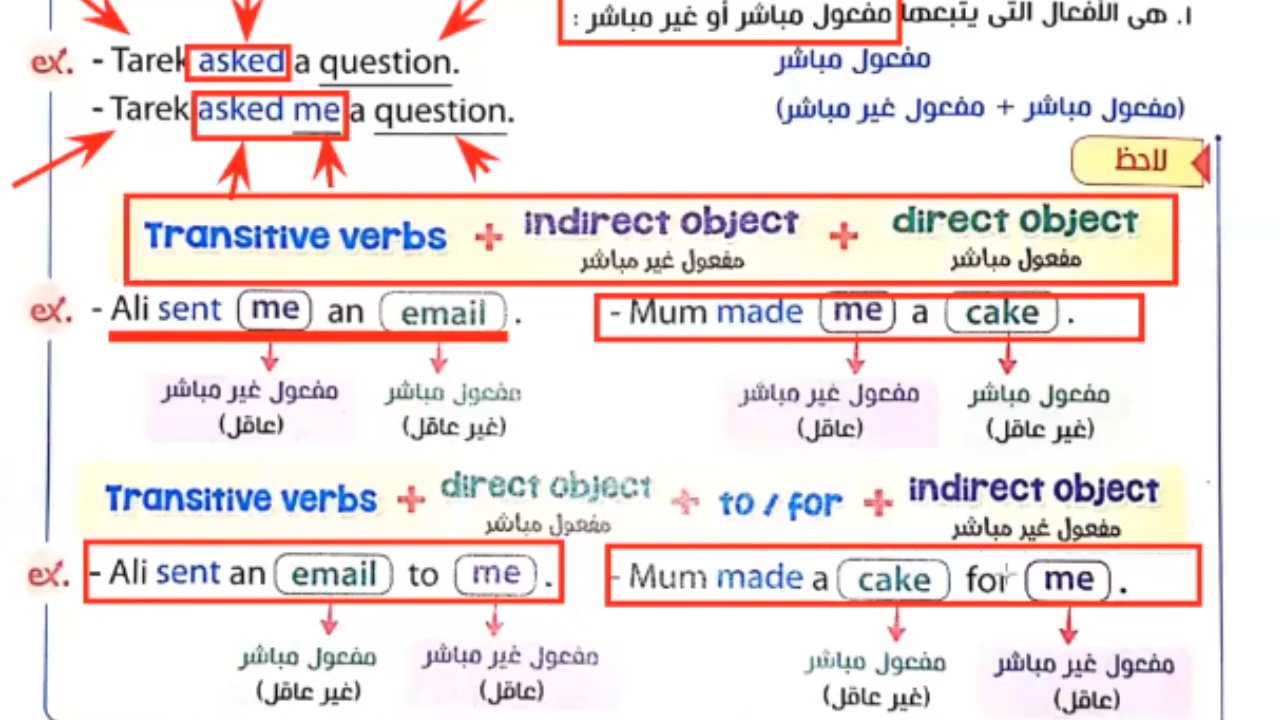 ١. هى الأفعال التى يتبعها مفعول مباشر أو غير مباشر :
ex. - Tarek asked a question. مفعول مباشر
- Tarek asked me a question. (مفعول مباشر + مفعول غير مباشر)
لاحظ
Transitive verbs + indirect object + direct object
مفعول غير مباشر مفعول مباشر
ex. - Ali sent me an email . - Mum made me a cake .
مفعول غير مباشر مفعول مباشر مفعول غير مباشر مفعول مباشر
(عاقل) (غير عاقل) (عاقل) (غير عاقل)
Transitive verbs + direct object + to / for + indirect object
مفعول مباشر مفعول غير مباشر
ex. - Ali sent an email to me . - Mum made a cake for me .
مفعول مباشر مفعول غير مباشر مفعول مباشر مفعول غير مباشر
(غير عاقل) (عاقل) (غير عاقل) (عاقل)